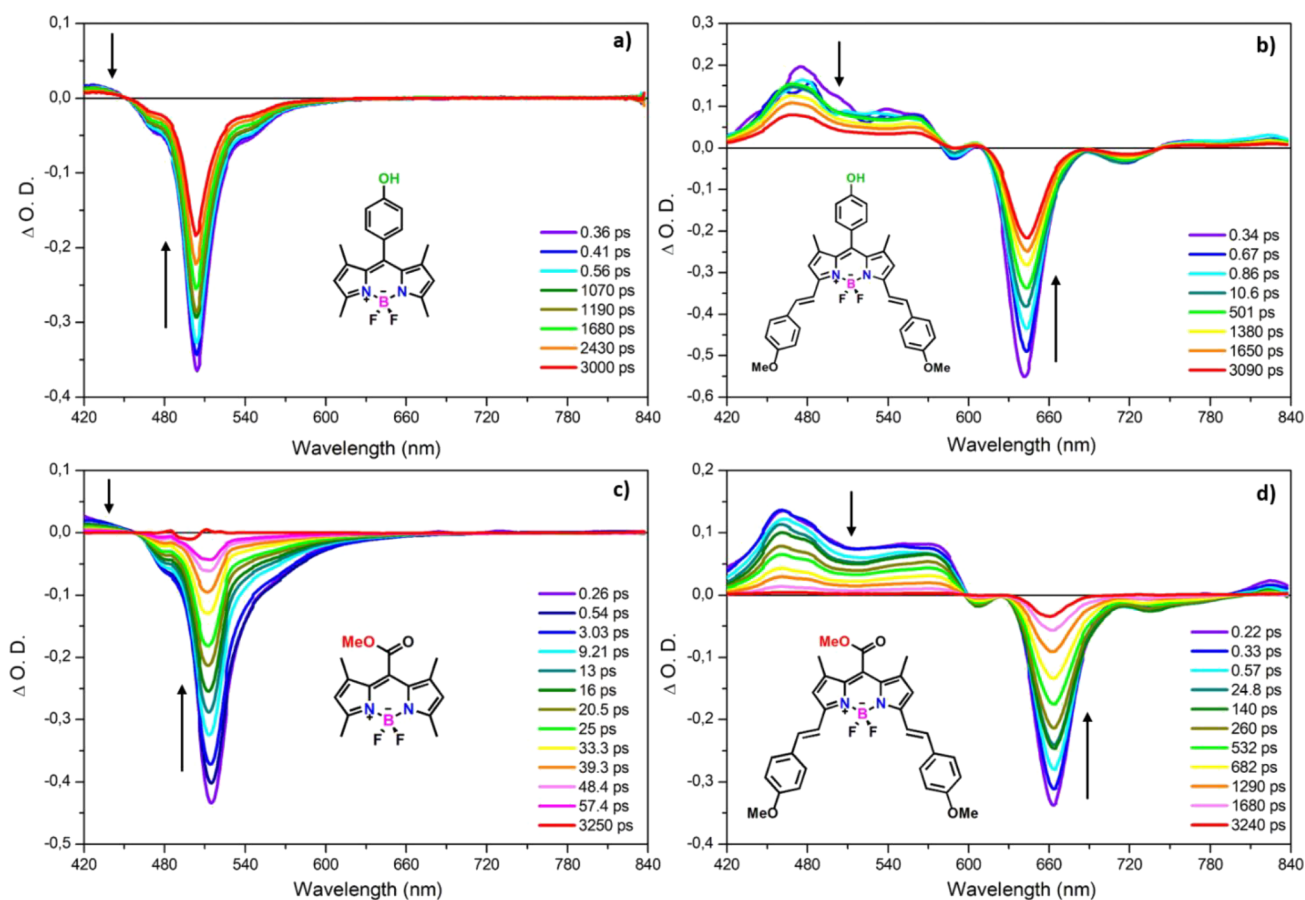 a)
0,1
0,0
-0,1
-0,2
-0,3
-0,4
Δ O. D.
420 480 540 600 660 720 780 840
Wavelength (nm)
OH
N N
+ -
B
F F
0.36 ps
0.41 ps
0.56 ps
1070 ps
1190 ps
1680 ps
2430 ps
3000 ps
b)
0,3
0,2
0,1
0,0
-0,1
-0,2
-0,3
-0,4
-0,5
0,6
Δ O. D.
420 480 540 600 660 720 780 840
Wavelength (nm)
OH
N N
+ -
B
F F
MeO OMe
0.34 ps
0.67 ps
0.86 ps
10.6 ps
501 ps
1380 ps
1650 ps
3090 ps
c)
0,1
0,0
-0,1
-0,2
-0,3
-0,4
-0,5
Δ O. D.
420 480 540 600 660 720 780 840
Wavelength (nm)
MeO O
N N
+ -
B
F F
0.26 ps
0.54 ps
3.03 ps
9.21 ps
13 ps
16 ps
20.5 ps
25 ps
33.3 ps
39.3 ps
48.4 ps
57.4 ps
3250 ps
d)
0,2
0,1
0,0
-0,1
-0,2
-0,3
0,4
Δ O. D.
420 480 540 600 660 720 780 840
Wavelength (nm)
MeO O
N N
+ -
B
F F
MeO OMe
0.22 ps
0.33 ps
0.57 ps
24.8 ps
140 ps
260 ps
532 ps
682 ps
1290 ps
1680 ps
3240 ps